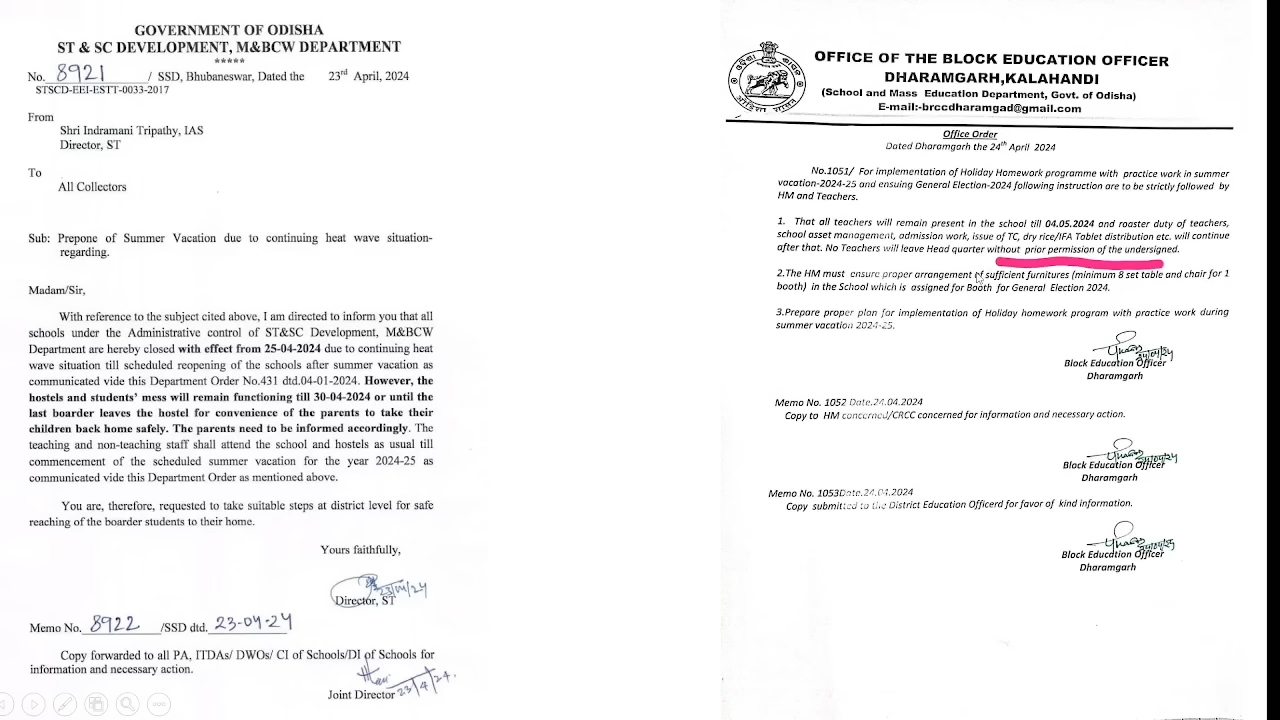 GOVERNMENT OF ODISHA
ST & SC DEVELOPMENT, M&BCW DEPARTMENT
*****
No. 8921 / SSD, Bhubaneswar, Dated the 23rd April, 2024
STSCD-EEI-ESTT-0033-2017
From
Shri Indramani Tripathy, IAS
Director, ST
To
All Collectors
Sub: Prepone of Summer Vacation due to continuing heat wave situation-
regarding.
Madam/Sir,
With reference to the subject cited above, I am directed to inform you that all
schools under the Administrative control of ST&SC Development, M&BCW
Department are hereby closed with effect from 25-04-2024 due to continuing heat
wave situation till scheduled reopening of the schools after summer vacation as
communicated vide this Department Order No.431 dtd.04-01-2024. However, the
hostels and students' mess will remain functioning till 30-04-2024 or until the
last boarder leaves the hostel for convenience of the parents to take their
children back home safely. The parents need to be informed accordingly. The
teaching and non-teaching staff shall attend the school and hostels as usual till
commencement of the scheduled summer vacation for the year 2024-25 as
communicated vide this Department Order as mentioned above.
You are, therefore, requested to take suitable steps at district level for safe
reaching of the boarder students to their home.
Yours faithfully,
23/04/24
Director, ST
Memo No. 8922 /SSD dtd. 23-04-24
Copy forwarded to all PA, ITDAs/ DWOs/ CI of Schools/DI of Schools for
information and necessary action.
Joint Director 23/4/24.
OFFICE OF THE BLOCK EDUCATION OFFICER
DHARAMGARH,KALAHANDI
(School and Mass Education Department, Govt. of Odisha)
E-mail:-brccdharamgad@gmail.com
Office Order
Dated Dharamgarh the 24th April 2024
No.1051/ For implementation of Holiday Homework programme with practice work in summer
vacation-2024-25 and ensuing General Election-2024 following instruction are to be strictly followed by
HM and Teachers.
1. That all teachers will remain present in the school till 04.05.2024 and roaster duty of teachers,
school asset management, admission work, issue of TC, dry rice/IFA Tablet distribution etc. will continue
after that. No Teachers will leave Head quarter without prior permission of the undersigned.
2.The HM must ensure proper arrangement of sufficient furnitures (minimum 8 set table and chair for 1
booth) in the School which is assigned for Booth for General Election 2024.
3.Prepare proper plan for implementation of Holiday homework program with practice work during
summer vacation 2024-25.
24/04/24
Block Education Officer
Dharamgarh
Memo No. 1052 Date.24.04.2024
Copy to HM concerned/CRCC concerned for information and necessary action.
24/04/24
Block Education Officer
Dharamgarh
Memo No. 1053Date.24.04.2024
Copy submitted to the District Education Officerd for favor of kind information.
24/04/24
Block Education Officer
Dharamgarh